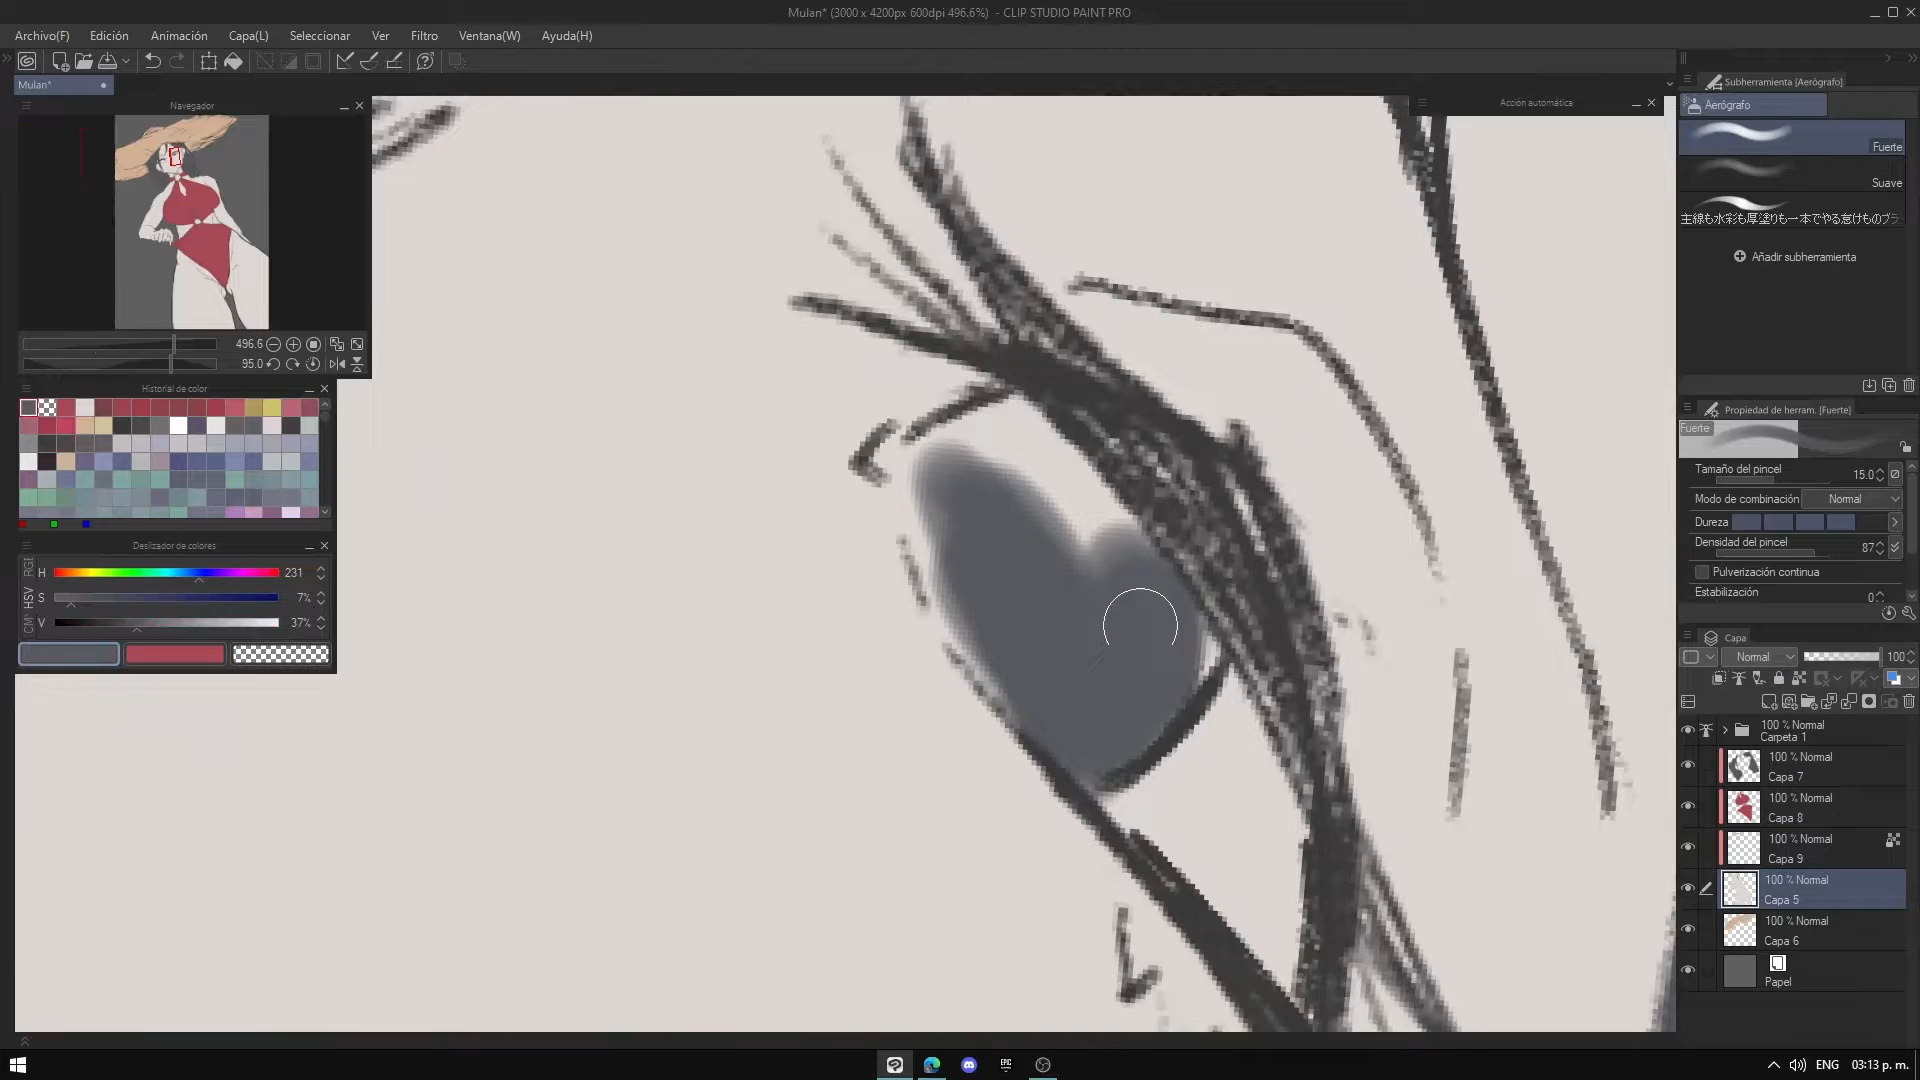 Mulan* (3000 x 4200px 600dpi 496.6%) - CLIP STUDIO PAINT PRO
Archivo(F) Edición Animación Capa(L) Seleccionar Ver Filtro Ventana(W) Ayuda(H)
Mulan*
Navegador
496.6
95.0
Historial de color
Deslizador de colores
RGB
HSV
CM
H 231
S 7%
V 37%
Acción automática
Subherramienta [Aerógrafo]
Aerógrafo
Fuerte
Suave
主線も水彩も厚塗りも一本でやる怠けものブラ
Añadir subherramienta
Propiedad de herram. [Fuerte]
Fuerte
Tamaño del pincel 15.0
Modo de combinación Normal
Dureza
Densidad del pincel 87
Pulverización continua
Estabilización 0
Capa
Normal 100
100 % Normal
Carpeta 1
100 % Normal
Capa 7
100 % Normal
Capa 8
100 % Normal
Capa 9
100 % Normal
Capa 5
100 % Normal
Capa 6
Papel
EPIC
ENG 03:13 p. m.